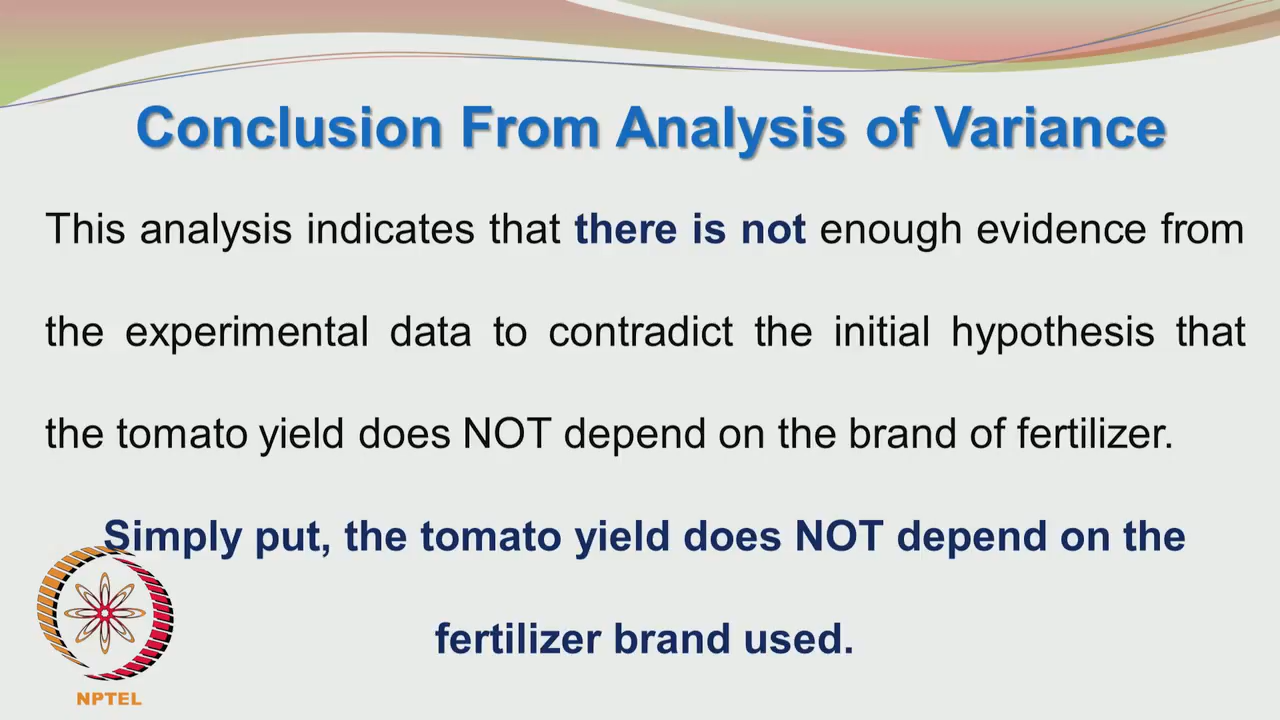 Conclusion From Analysis of Variance
This analysis indicates that there is not enough evidence from
the experimental data to contradict the initial hypothesis that
the tomato yield does NOT depend on the brand of fertilizer.
Simply put, the tomato yield does NOT depend on the
fertilizer brand used.
NPTEL